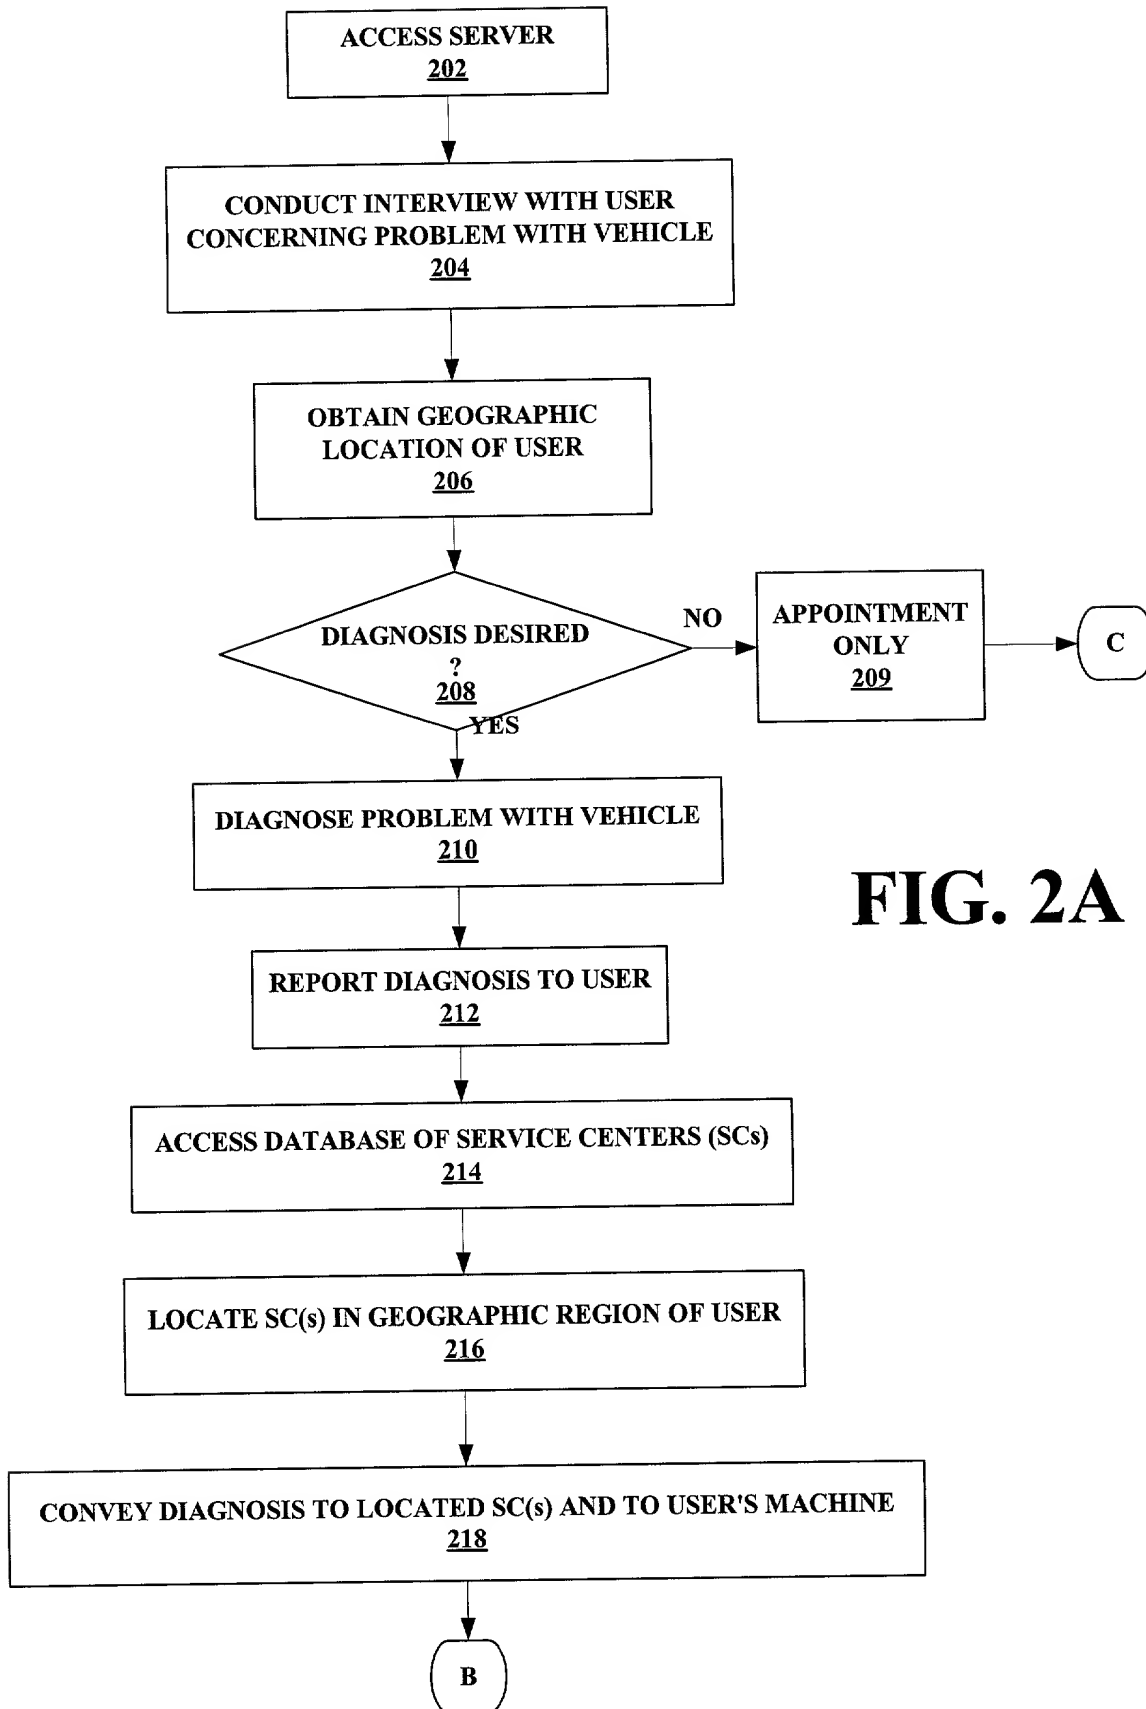 ACCESS SERVER
202
CONDUCT INTERVIEW WITH USER
CONCERNING PROBLEM WITH VEHICLE
204
OBTAIN GEOGRAPHIC
LOCATION OF USER
206
DIAGNOSIS DESIRED
?
208
NO
APPOINTMENT
ONLY
209
C
YES
DIAGNOSE PROBLEM WITH VEHICLE
210
FIG. 2A
REPORT DIAGNOSIS TO USER
212
ACCESS DATABASE OF SERVICE CENTERS (SCs)
214
LOCATE SC(s) IN GEOGRAPHIC REGION OF USER
216
CONVEY DIAGNOSIS TO LOCATED SC(s) AND TO USER'S MACHINE
218
B